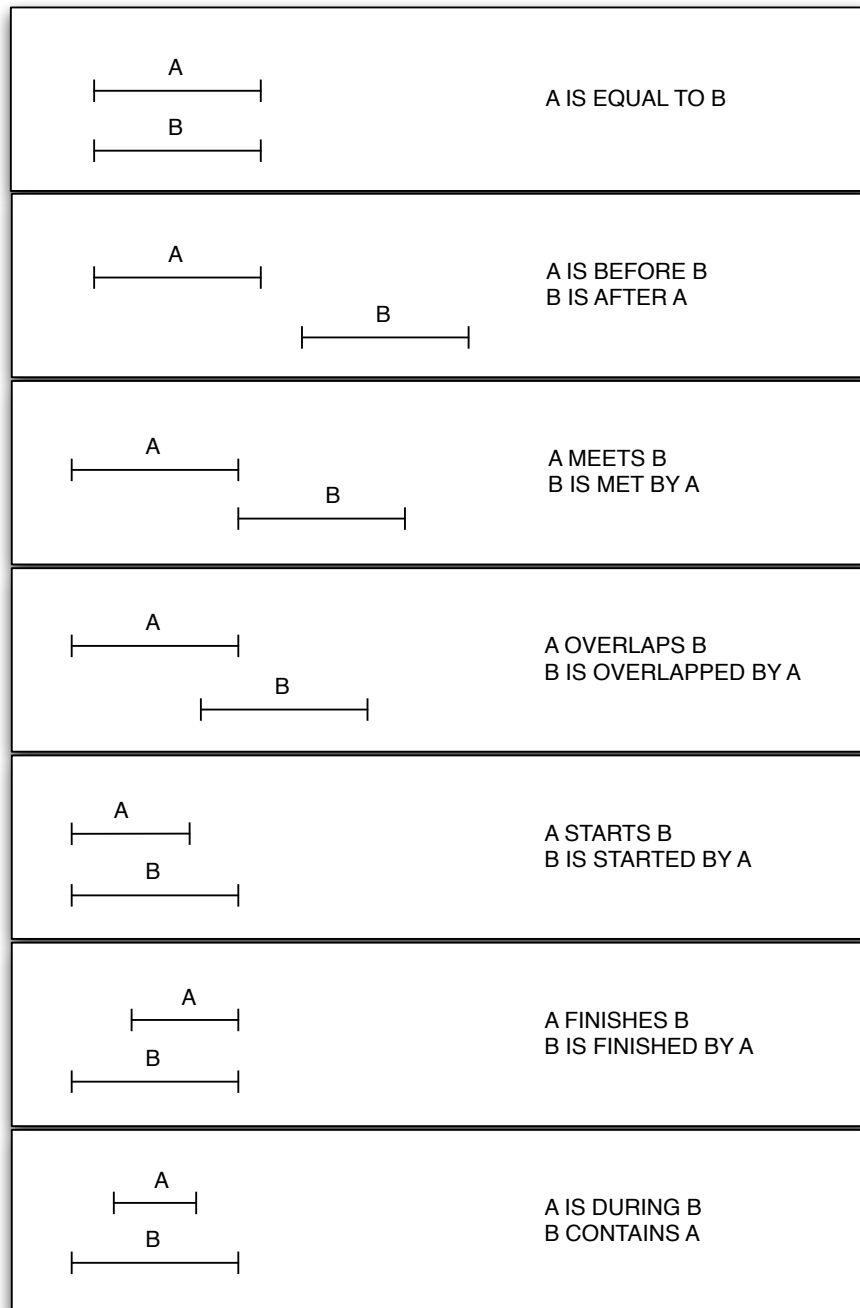 A
B
A IS EQUAL TO B
A
B
A IS BEFORE B
B IS AFTER A
A
B
A MEETS B
B IS MET BY A
A
B
A OVERLAPS B
B IS OVERLAPPED BY A
A
B
A STARTS B
B IS STARTED BY A
A
B
A FINISHES B
B IS FINISHED BY A
A
B
A IS DURING B
B CONTAINS A